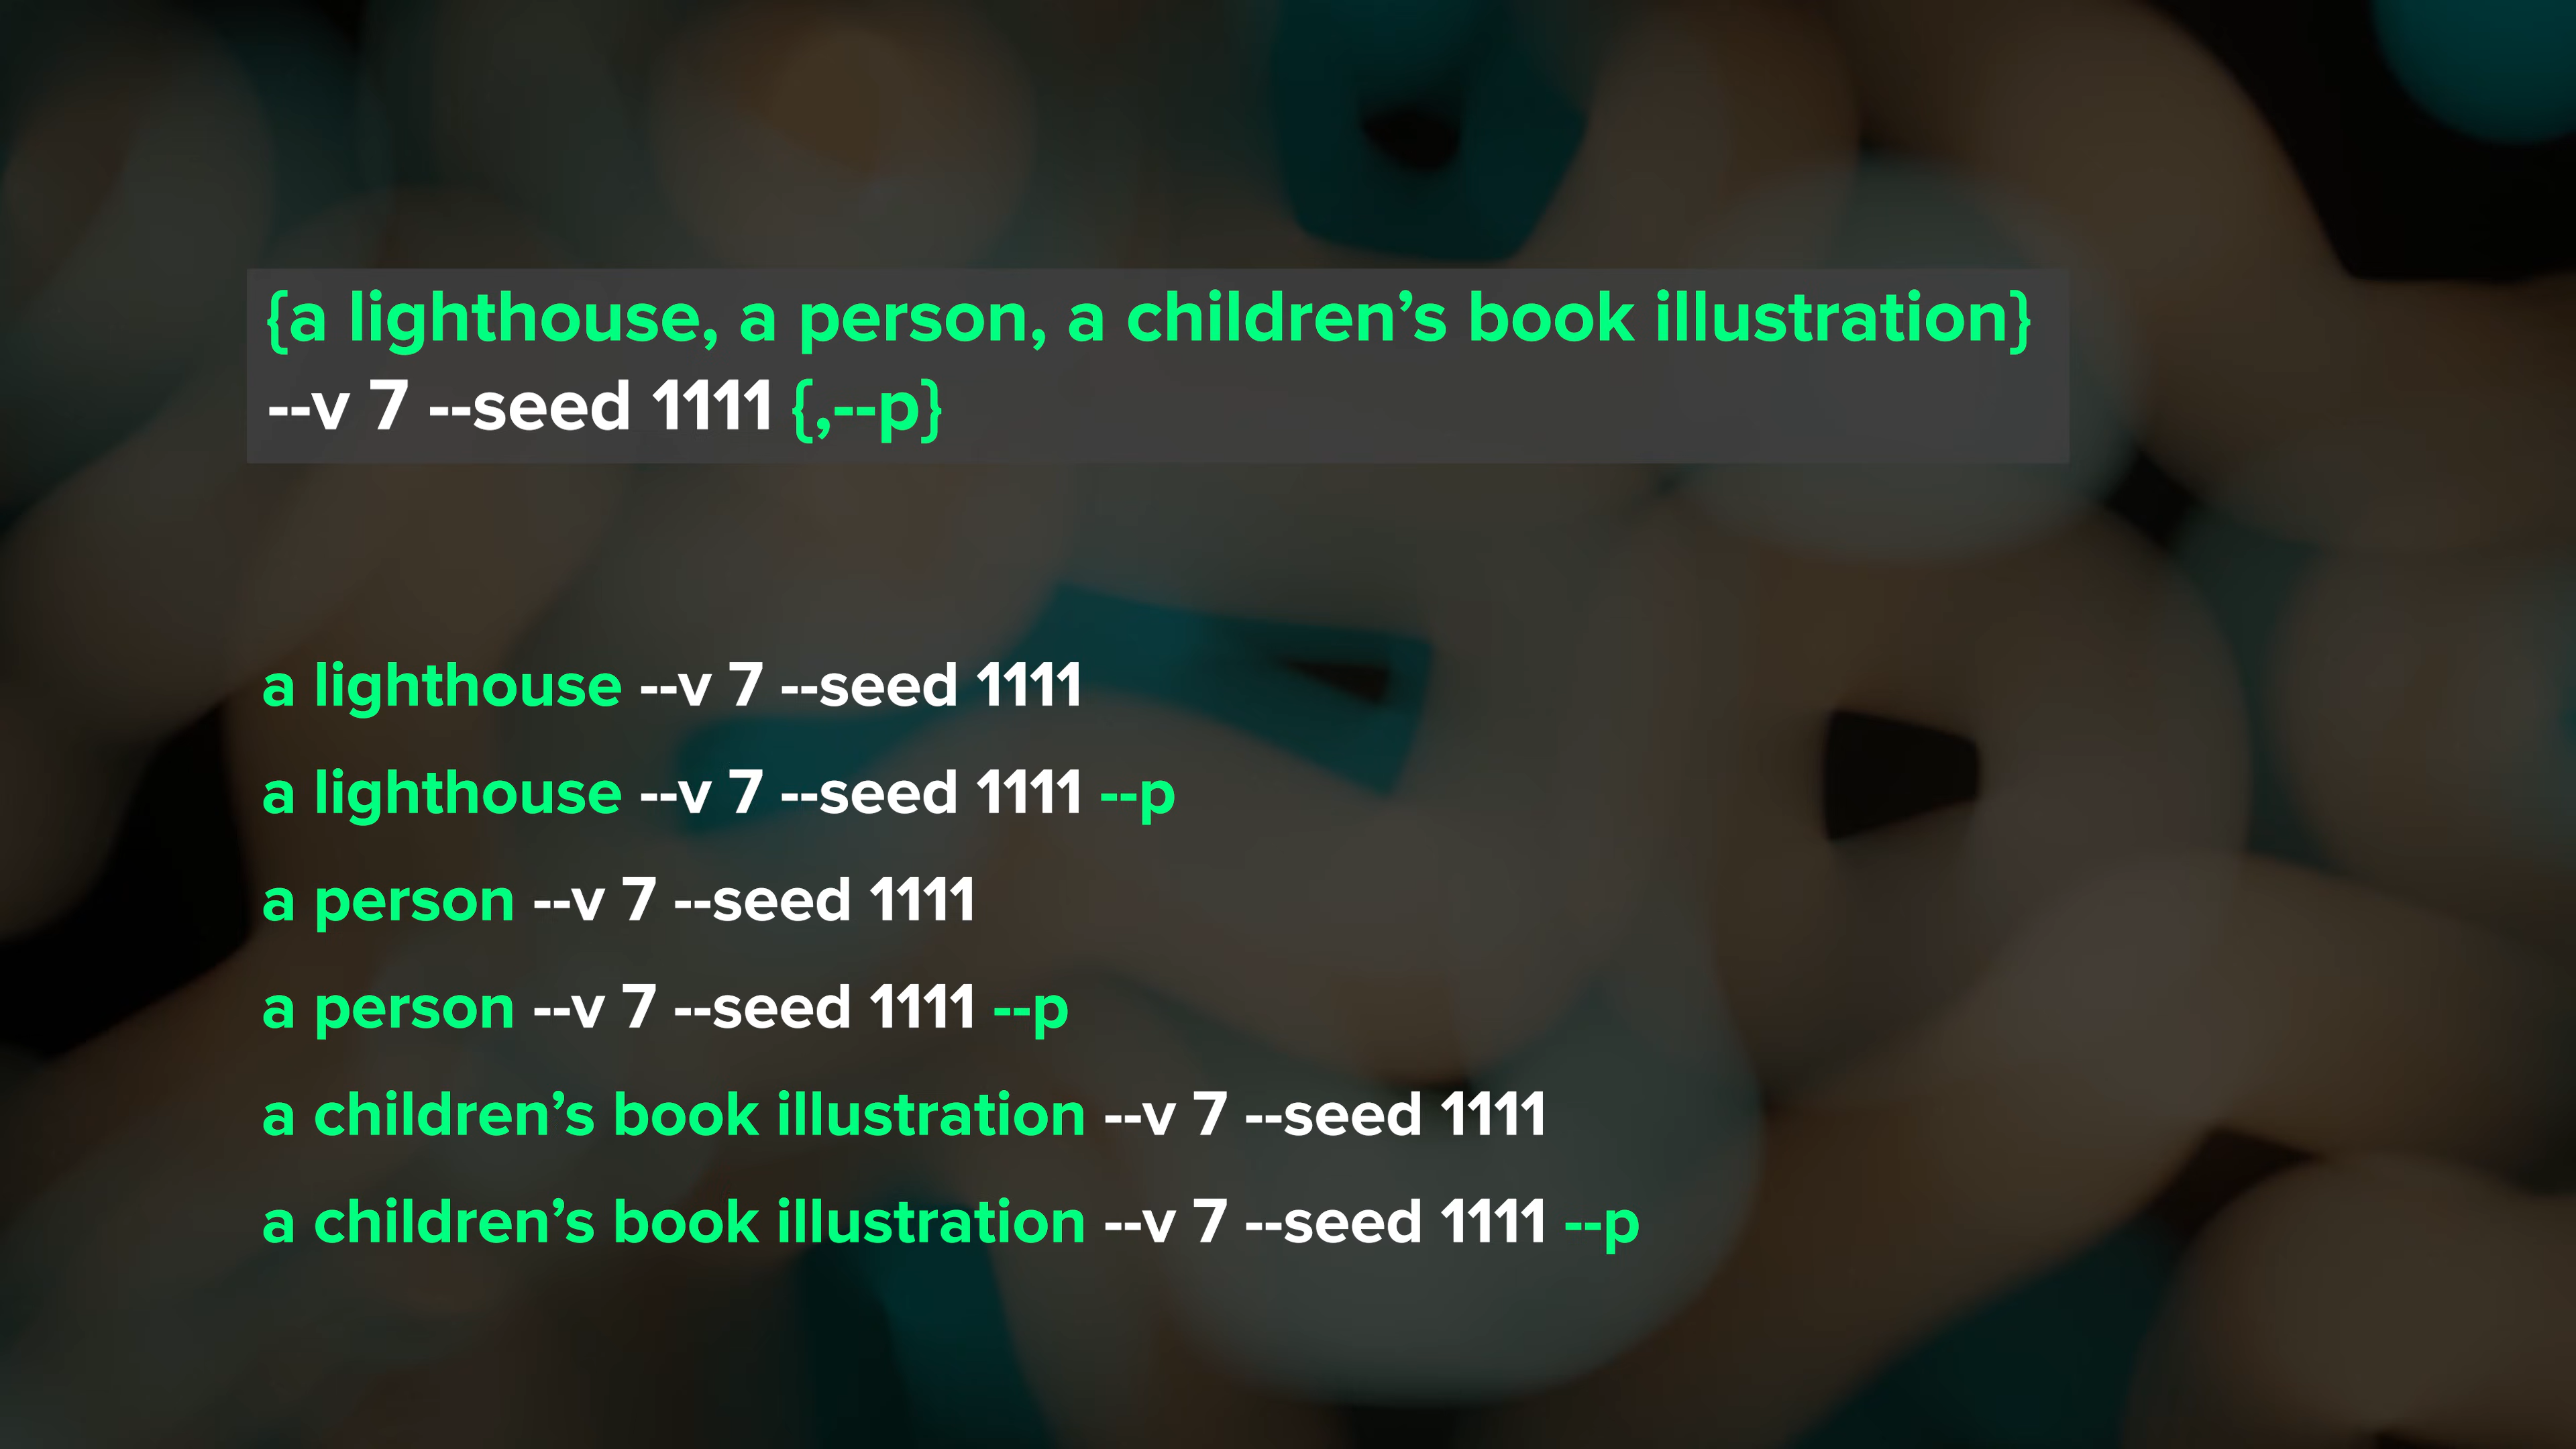 {a lighthouse, a person, a children’s book illustration}
--v 7 --seed 1111 {,--p}
a lighthouse --v 7 --seed 1111
a lighthouse --v 7 --seed 1111 --p
a person --v 7 --seed 1111
a person --v 7 --seed 1111 --p
a children’s book illustration --v 7 --seed 1111
a children’s book illustration --v 7 --seed 1111 --p